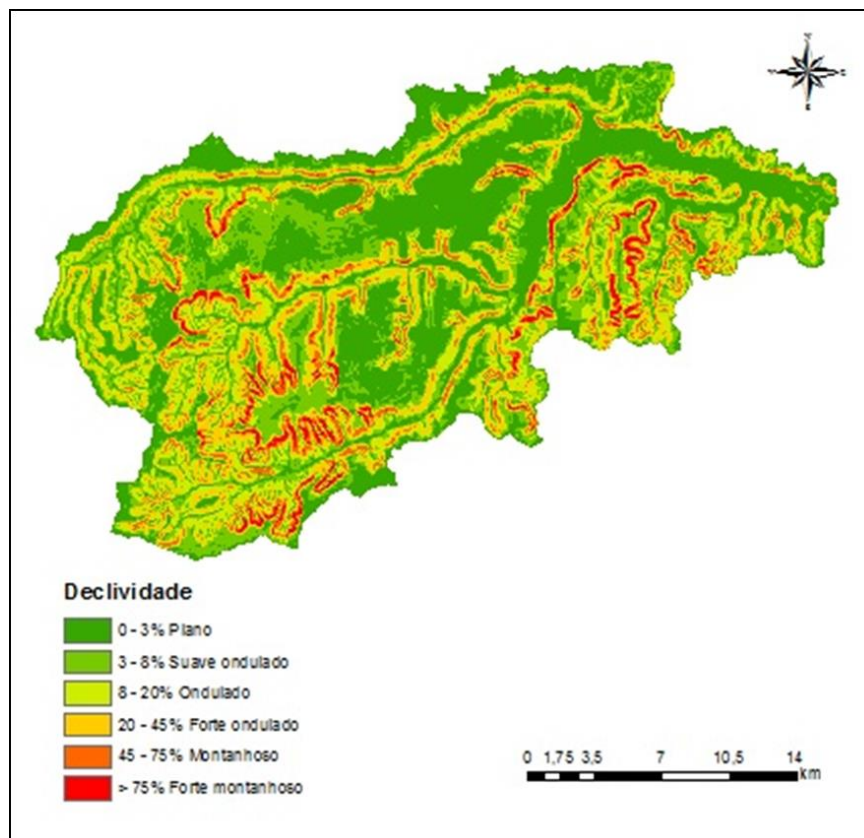 N
Declividade
0 - 3% Plano
3 - 8% Suave ondulado
8 - 20% Ondulado
20 - 45% Forte ondulado
45 - 75% Montanhoso
> 75% Forte montanhoso
0 1,75 3,5 7 10,5 14
km